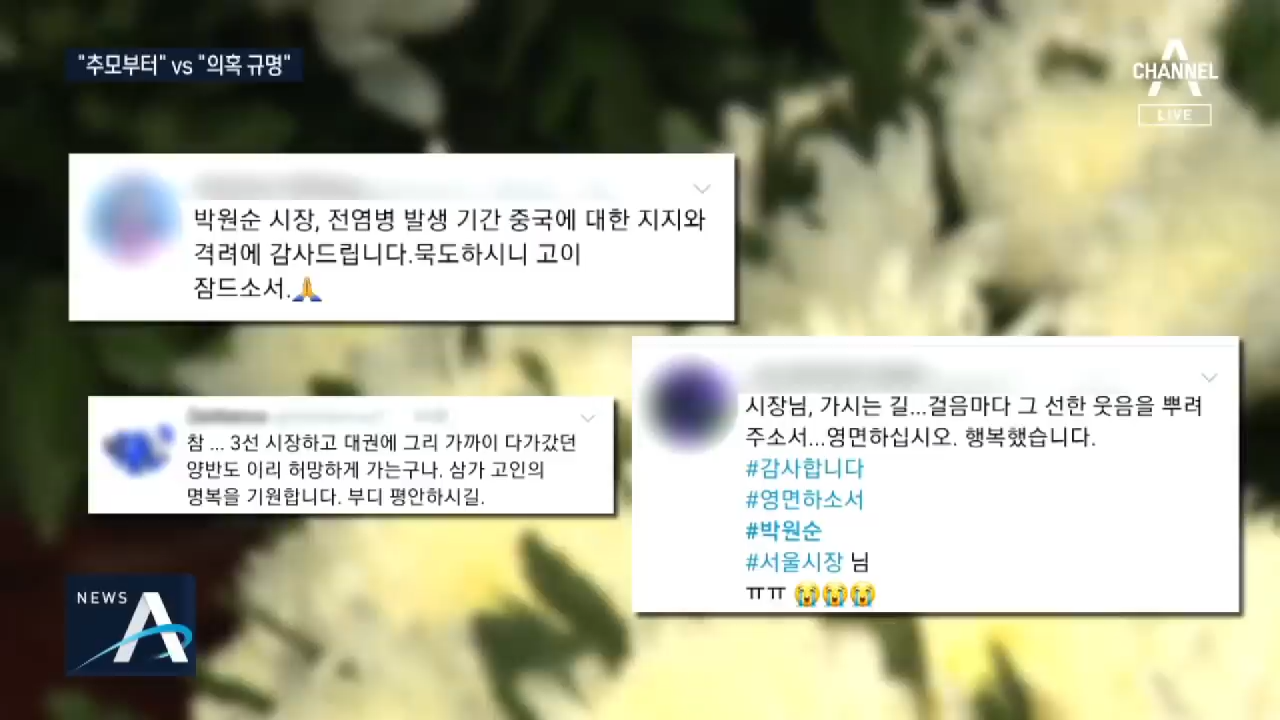 "추모부터" vs "의혹 규명"
CHANNEL A
LIVE
박원순 시장, 전염병 발생 기간 중국에 대한 지지와
격려에 감사드립니다.묵도하시니 고이
잠드소서.🙏
시장님, 가시는 길...걸음마다 그 선한 웃음을 뿌려
주소서...영면하십시오. 행복했습니다.
#감사합니다
#영면하소서
#박원순
#서울시장 님
ㅠㅠ 😭😭😭
참 ... 3선 시장하고 대권에 그리 가까이 다가갔던
양반도 이리 허망하게 가는구나. 삼가 고인의
명복을 기원합니다. 부디 평안하시길.
NEWS A